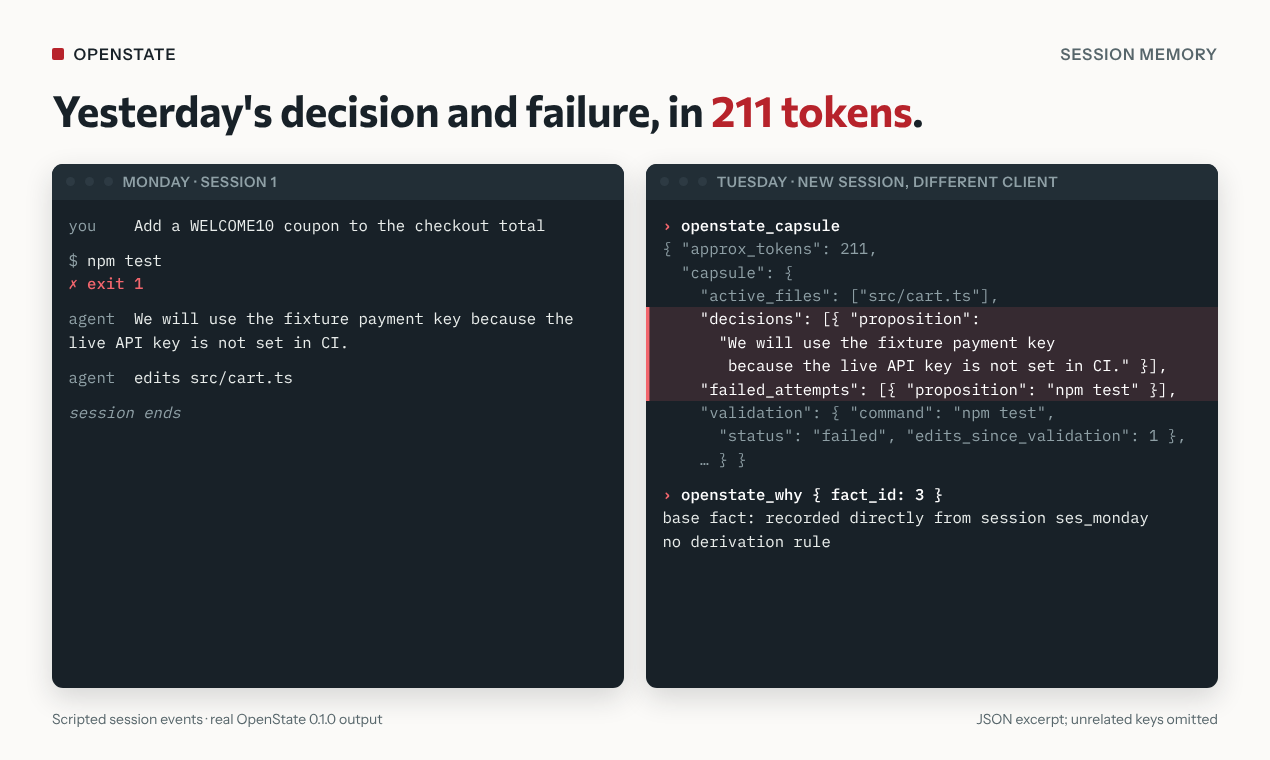 OPENSTATE
SESSION MEMORY
Yesterday's decision and failure, in 211 tokens.
MONDAY · SESSION 1
you    Add a WELCOME10 coupon to the checkout total
$ npm test
✗ exit 1
agent  We will use the fixture payment key because the
live API key is not set in CI.
agent  edits src/cart.ts
session ends
TUESDAY · NEW SESSION, DIFFERENT CLIENT
› openstate_capsule
{ "approx_tokens": 211,
  "capsule": {
    "active_files": ["src/cart.ts"],
    "decisions": [{ "proposition":
      "We will use the fixture payment key
       because the live API key is not set in CI." }],
    "failed_attempts": [{ "proposition": "npm test" }],
    "validation": { "command": "npm test",
      "status": "failed", "edits_since_validation": 1 },
    … } }
› openstate_why { fact_id: 3 }
base fact: recorded directly from session ses_monday
no derivation rule
Scripted session events · real OpenState 0.1.0 output
JSON excerpt; unrelated keys omitted